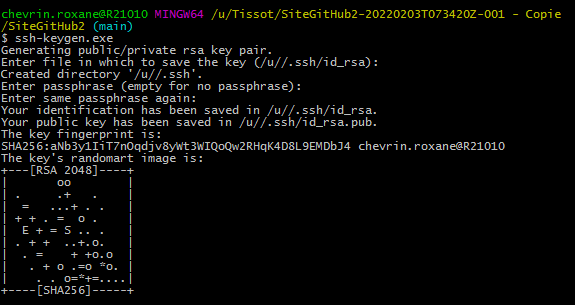 chevrin.roxane@R21010 MINGW64 /u/Tissot/SiteGitHub2-20220203T073420Z-001 - Copie
/SiteGitHub2 (main)
$ ssh-keygen.exe
Generating public/private rsa key pair.
Enter file in which to save the key (/u//.ssh/id_rsa):
Created directory '/u//.ssh'.
Enter passphrase (empty for no passphrase):
Enter same passphrase again:
Your identification has been saved in /u//.ssh/id_rsa.
Your public key has been saved in /u//.ssh/id_rsa.pub.
The key fingerprint is:
SHA256:aNb3y1IiT7nOqdjv8yWt3WIQoQw2RHqK4D8L9EMDbJ4 chevrin.roxane@R21010
The key's randomart image is:
+---[RSA 2048]----+
|       oo        |
| .     .+   .    |
|  =   ...+ . .   |
| + + . =  o .    |
|  E + = S .. .   |
| . + +  ..+.o.   |
|  . =     + +o.o |
|   . + o .=o *o. |
|    . . o=*+=....|
+----[SHA256]-----+